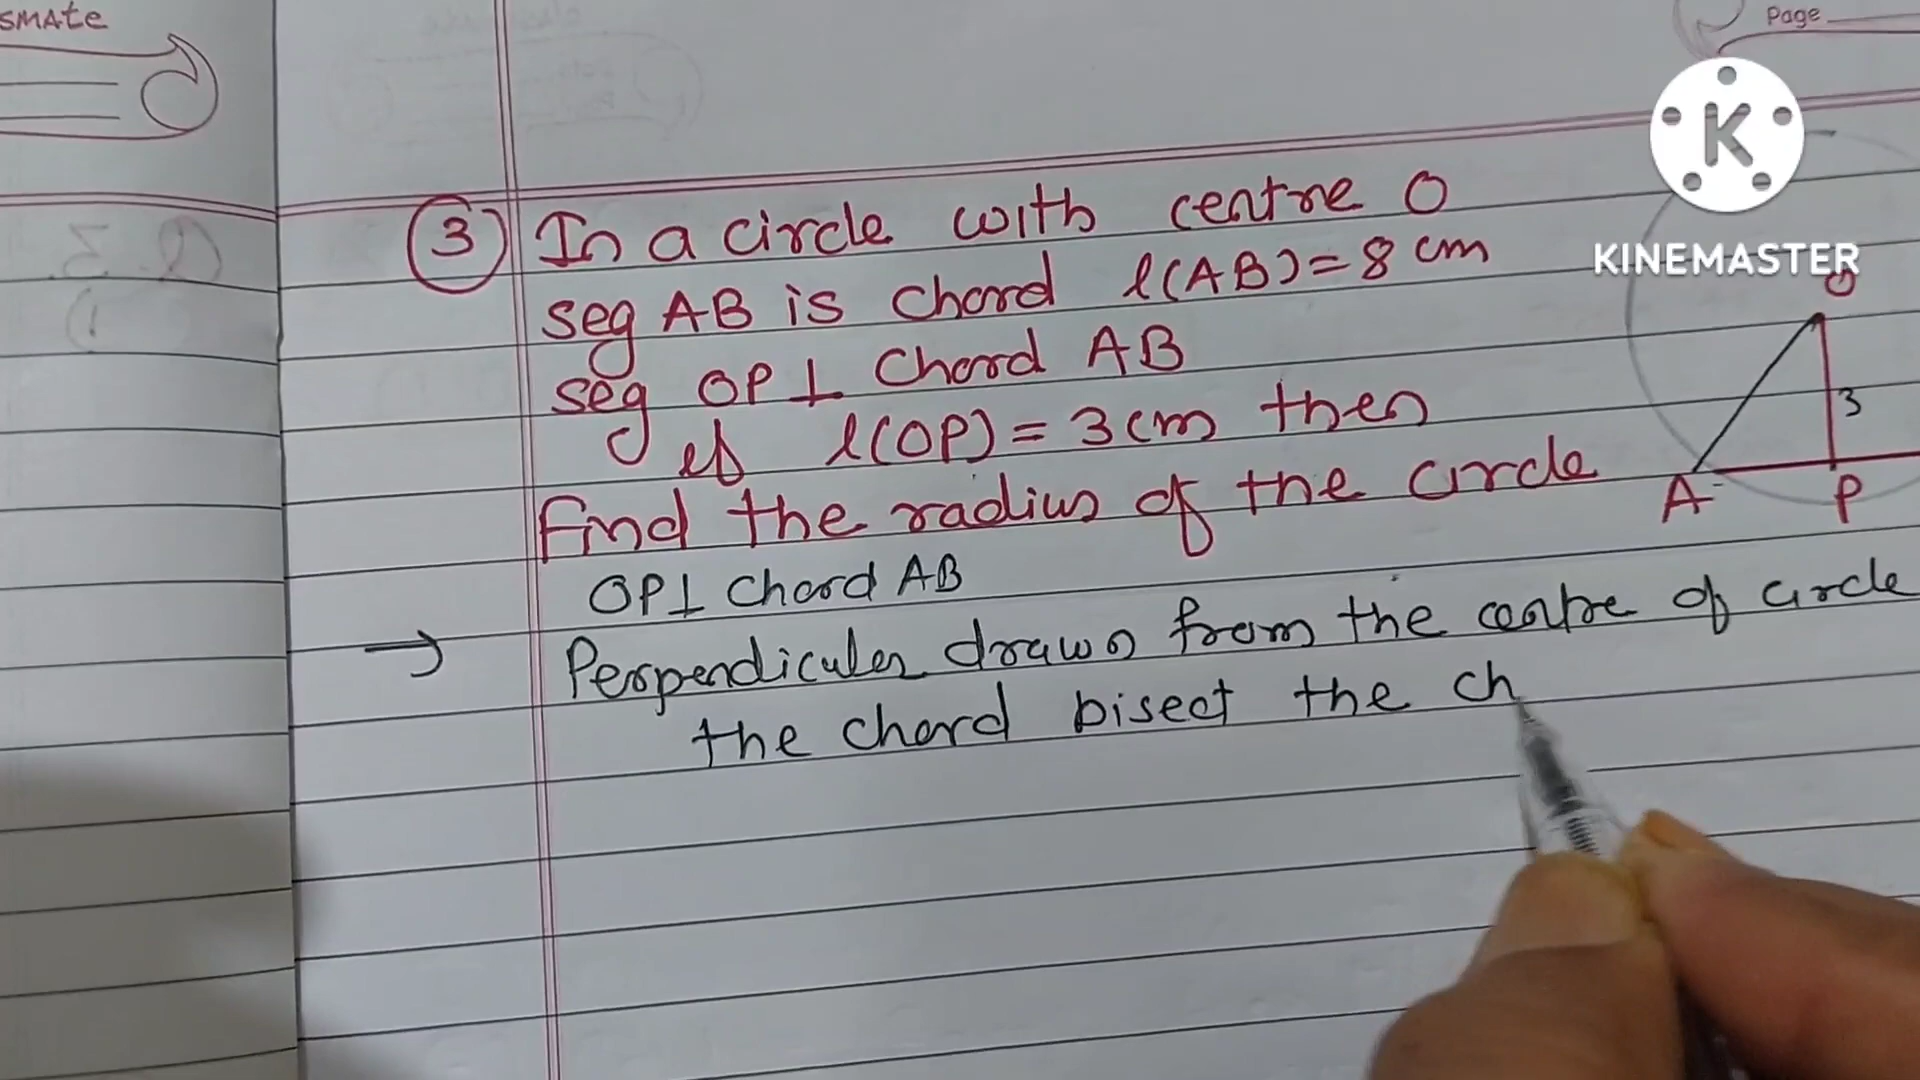 SMAtE
Page
K
KINEMASTER
3 In a circle with centre O
seg AB is chord l(AB)=8 cm
seg OP⊥ Chord AB
If l(OP)=3cm then
Find the radius of the circle
O
3
A
P
OP⊥ Chord AB
→ Perpendicular drawn from the centre of circle
the chord bisect the ch